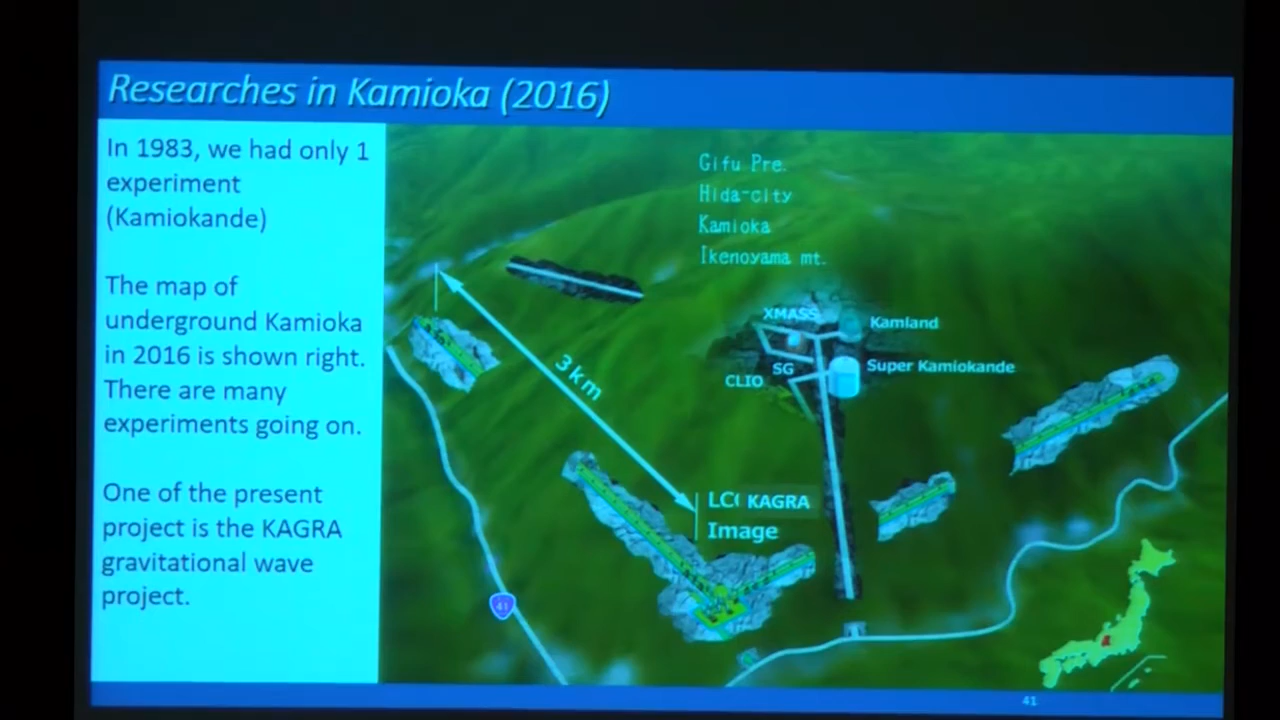 Researches in Kamioka (2016)
In 1983, we had only 1
experiment
(Kamiokande)
The map of
underground Kamioka
in 2016 is shown right.
There are many
experiments going on.
One of the present
project is the KAGRA
gravitational wave
project.
Gifu Pre.
Hida-city
Kamioka
Ikenoyama mt.
XMASS
Kamland
SG
Super Kamiokande
CLIO
3km
LC KAGRA
Image
41
41